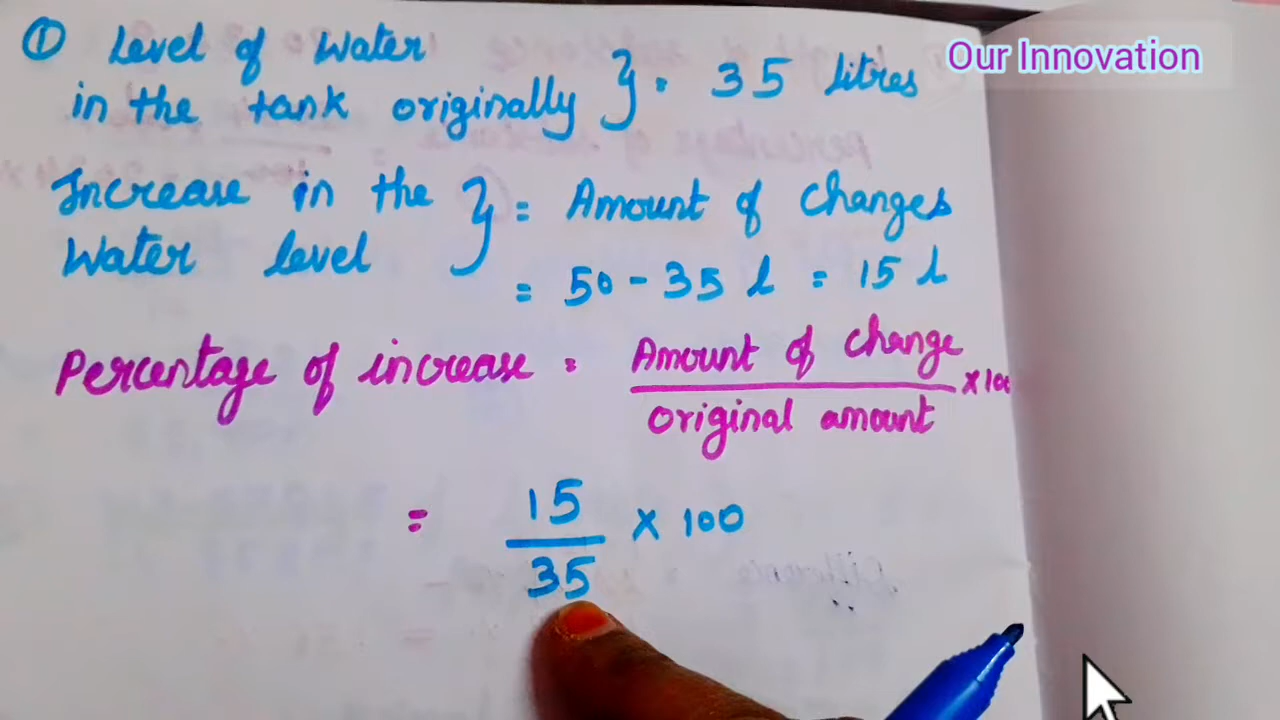 Our Innovation
① Level of Water
in the tank originally } = 35 litres
Increase in the
Water level } = Amount of changes
= 50 - 35 l = 15 l
Percentage of increase = Amount of change / original amount × 100
= 15 / 35 × 100